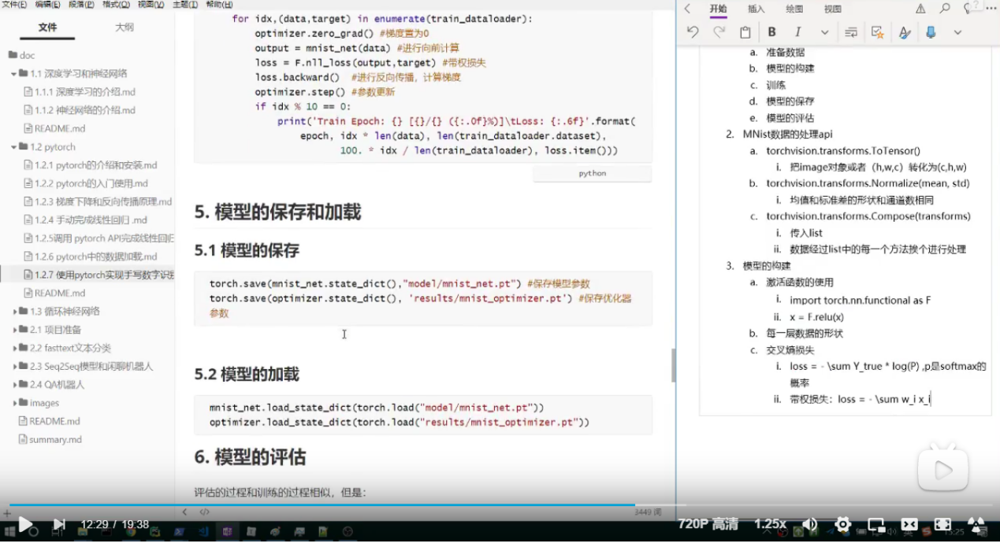 文件(F) 编辑(E) 段落(P) 格式(O) 视图(V) 主题(T) 帮助(H)
文件 大纲
doc
1.1 深度学习和神经网络
1.1.1 深度学习的介绍.md
1.1.2 神经网络的介绍.md
README.md
1.2 pytorch
1.2.1 pytorch的介绍和安装.md
1.2.2 pytorch的入门使用.md
1.2.3 梯度下降和反向传播原理.md
1.2.4 手动完成线性回归 .md
1.2.5调用 pytorch API完成线性回归
1.2.6 pytorch中的数据加载.md
1.2.7 使用pytorch实现手写数字识别
README.md
1.3 循环神经网络
2.1 项目准备
2.2 fasttext文本分类
2.3 Seq2Seq模型和闲聊机器人
2.4 QA机器人
images
README.md
summary.md
for idx,(data,target) in enumerate(train_dataloader):
optimizer.zero_grad() #梯度置为0
output = mnist_net(data) #进行向前计算
loss = F.nll_loss(output,target) #带权损失
loss.backward() #进行反向传播，计算梯度
optimizer.step() #参数更新
if idx % 10 == 0:
print('Train Epoch: {} [{}/{} ({:.0f}%)]\tLoss: {:.6f}'.format(
epoch, idx * len(data), len(train_dataloader.dataset),
100. * idx / len(train_dataloader), loss.item()))
python
5. 模型的保存和加载
5.1 模型的保存
torch.save(mnist_net.state_dict(),"model/mnist_net.pt") #保存模型参数
torch.save(optimizer.state_dict(), 'results/mnist_optimizer.pt') #保存优化器
参数
5.2 模型的加载
mnist_net.load_state_dict(torch.load("model/mnist_net.pt"))
optimizer.load_state_dict(torch.load("results/mnist_optimizer.pt"))
6. 模型的评估
评估的过程和训练的过程相似，但是：
3449 词
开始 插入 绘图 视图
B I
a. 准备数据
b. 模型的构建
c. 训练
d. 模型的保存
e. 模型的评估
2. MNist数据的处理api
a. torchvision.transforms.ToTensor()
i. 把image对象或者（h,w,c）转化为(c,h,w)
b. torchvision.transforms.Normalize(mean, std)
i. 均值和标准差的形状和通道数相同
c. torchvision.transforms.Compose(transforms)
i. 传入list
ii. 数据经过list中的每一个方法挨个进行处理
3. 模型的构建
a. 激活函数的使用
i. import torch.nn.functional as F
ii. x = F.relu(x)
b. 每一层数据的形状
c. 交叉熵损失
i. loss = - \sum Y_true * log(P) ,p是softmax的
概率
ii. 带权损失：loss = - \sum w_i x_i
12:29 / 19:38
720P 高清 1.25x